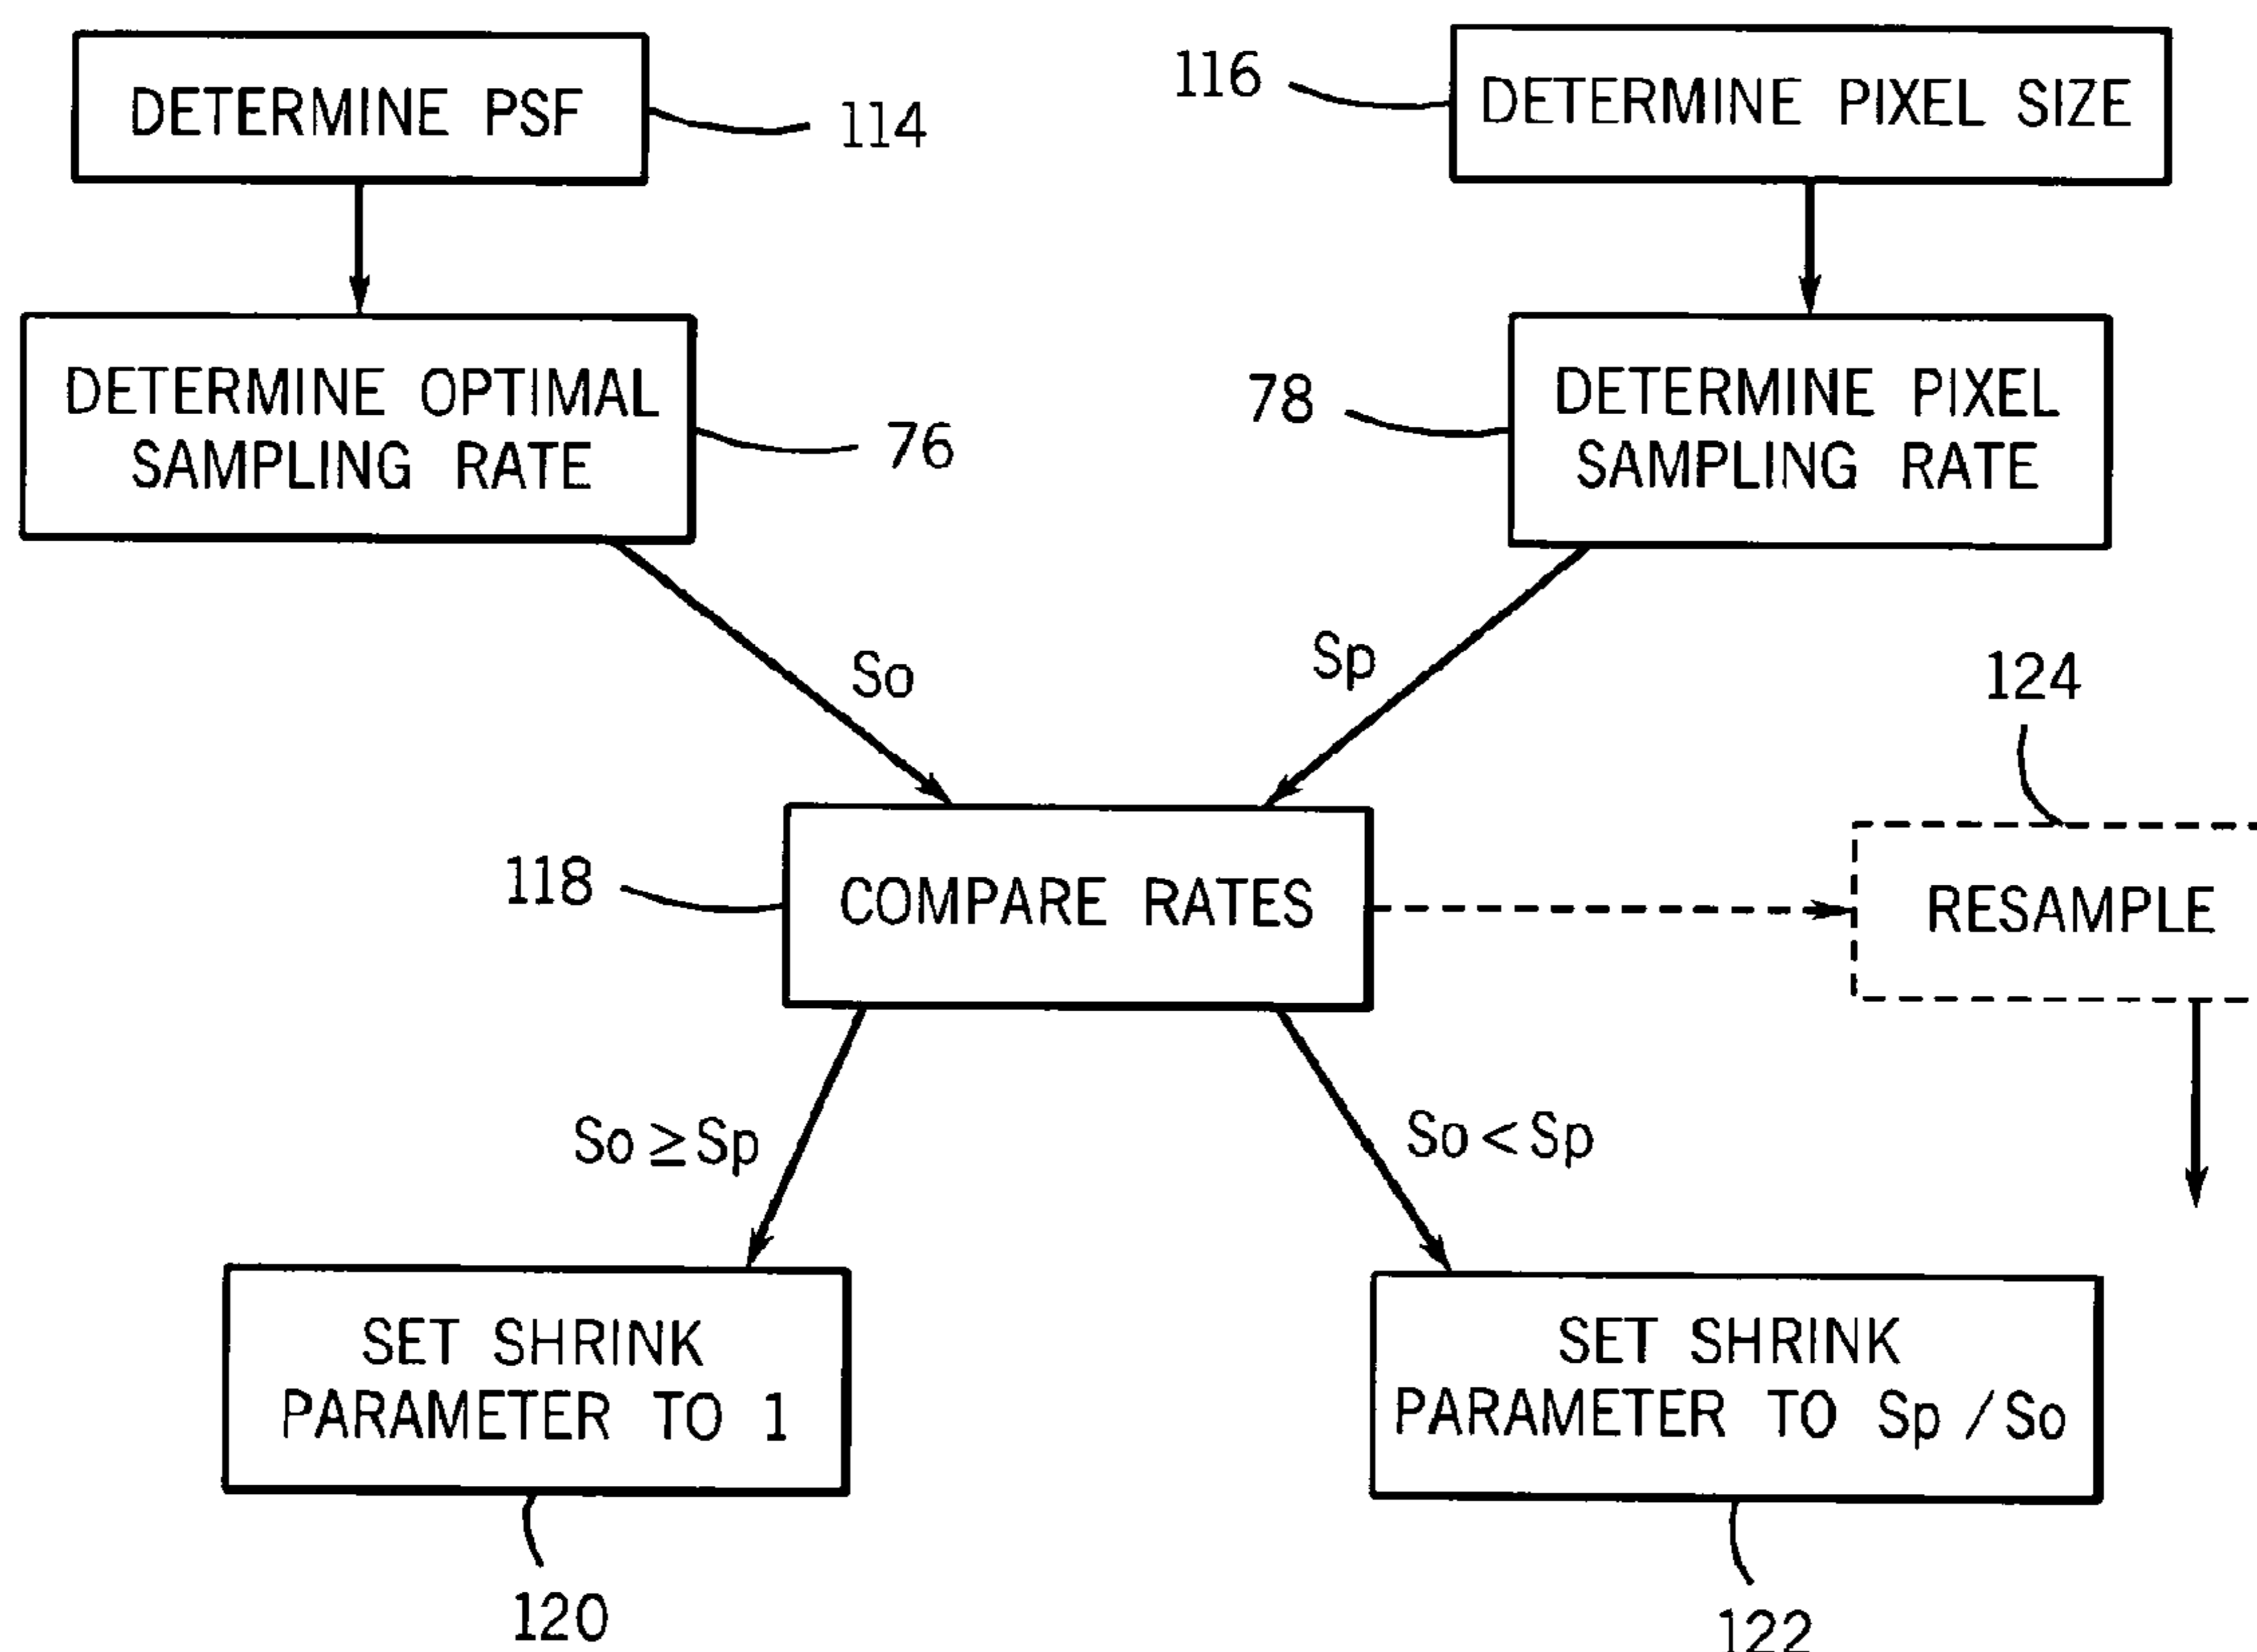 DETERMINE PSF
114
116
DETERMINE PIXEL SIZE
DETERMINE OPTIMAL
SAMPLING RATE
76
78
DETERMINE PIXEL
SAMPLING RATE
So
Sp
124
118
COMPARE RATES
RESAMPLE
So ≥ Sp
So < Sp
SET SHRINK
PARAMETER TO 1
SET SHRINK
PARAMETER TO Sp / So
120
122